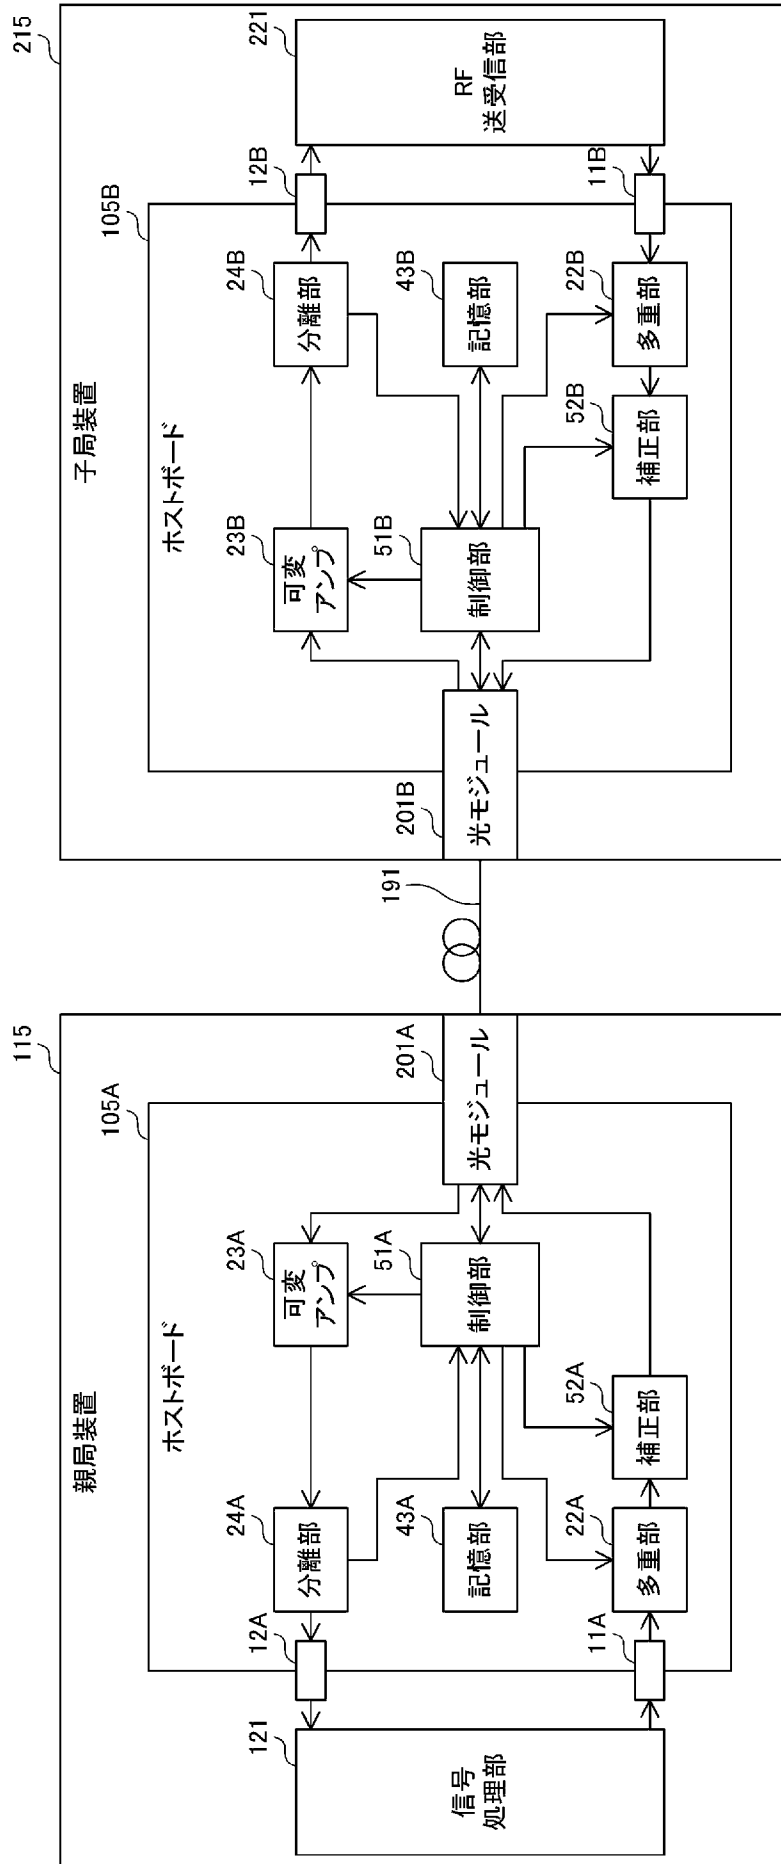 親局装置
115
ホストボード
105A
信号
処理部
121
12A
分離部
24A
可変
アンプ
23A
記憶部
43A
制御部
51A
光モジュール
201A
11A
多重部
22A
補正部
52A
191
子局装置
215
ホストボード
105B
光モジュール
201B
可変
アンプ
23B
分離部
24B
12B
制御部
51B
記憶部
43B
補正部
52B
多重部
22B
11B
RF
送受信部
221